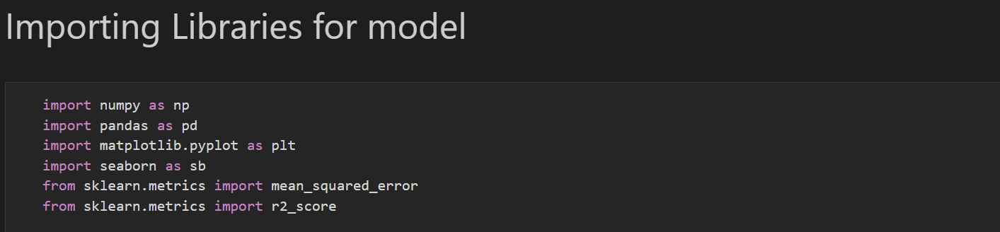 Importing Libraries for model
import numpy as np
import pandas as pd
import matplotlib.pyplot as plt
import seaborn as sb
from sklearn.metrics import mean_squared_error
from sklearn.metrics import r2_score